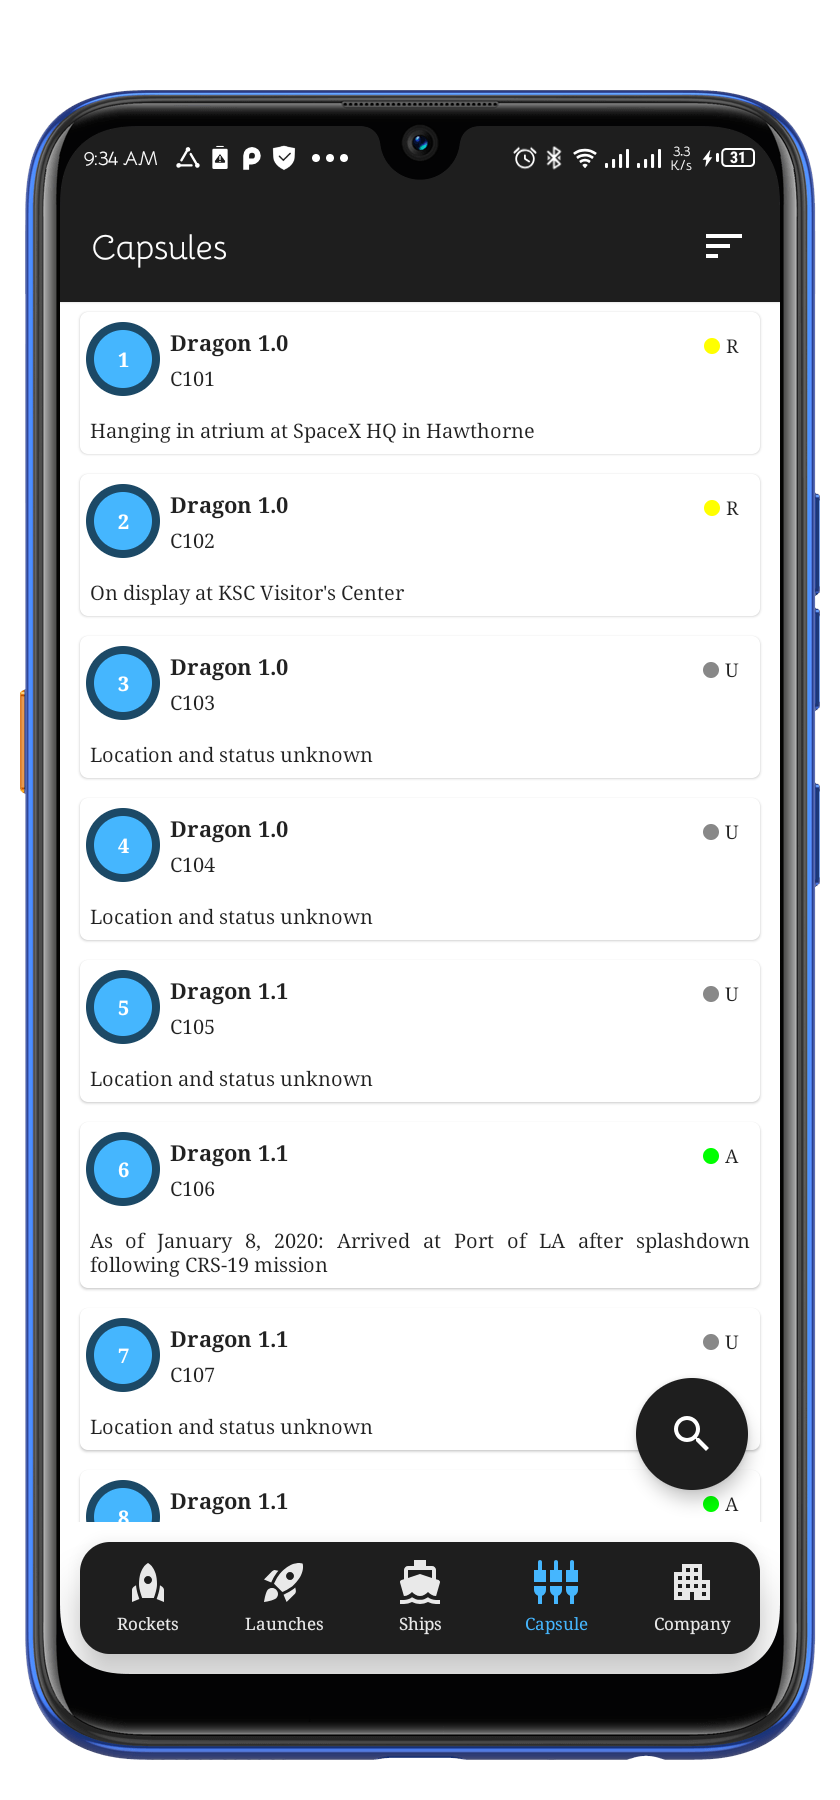 9:34 AM
3.3
K/s
31
Capsules
1
Dragon 1.0
R
C101
Hanging in atrium at SpaceX HQ in Hawthorne
2
Dragon 1.0
R
C102
On display at KSC Visitor's Center
3
Dragon 1.0
U
C103
Location and status unknown
4
Dragon 1.0
U
C104
Location and status unknown
5
Dragon 1.1
U
C105
Location and status unknown
6
Dragon 1.1
A
C106
As of January 8, 2020: Arrived at Port of LA after splashdown
following CRS-19 mission
7
Dragon 1.1
U
C107
Location and status unknown
8
Dragon 1.1
A
Rockets
Launches
Ships
Capsule
Company